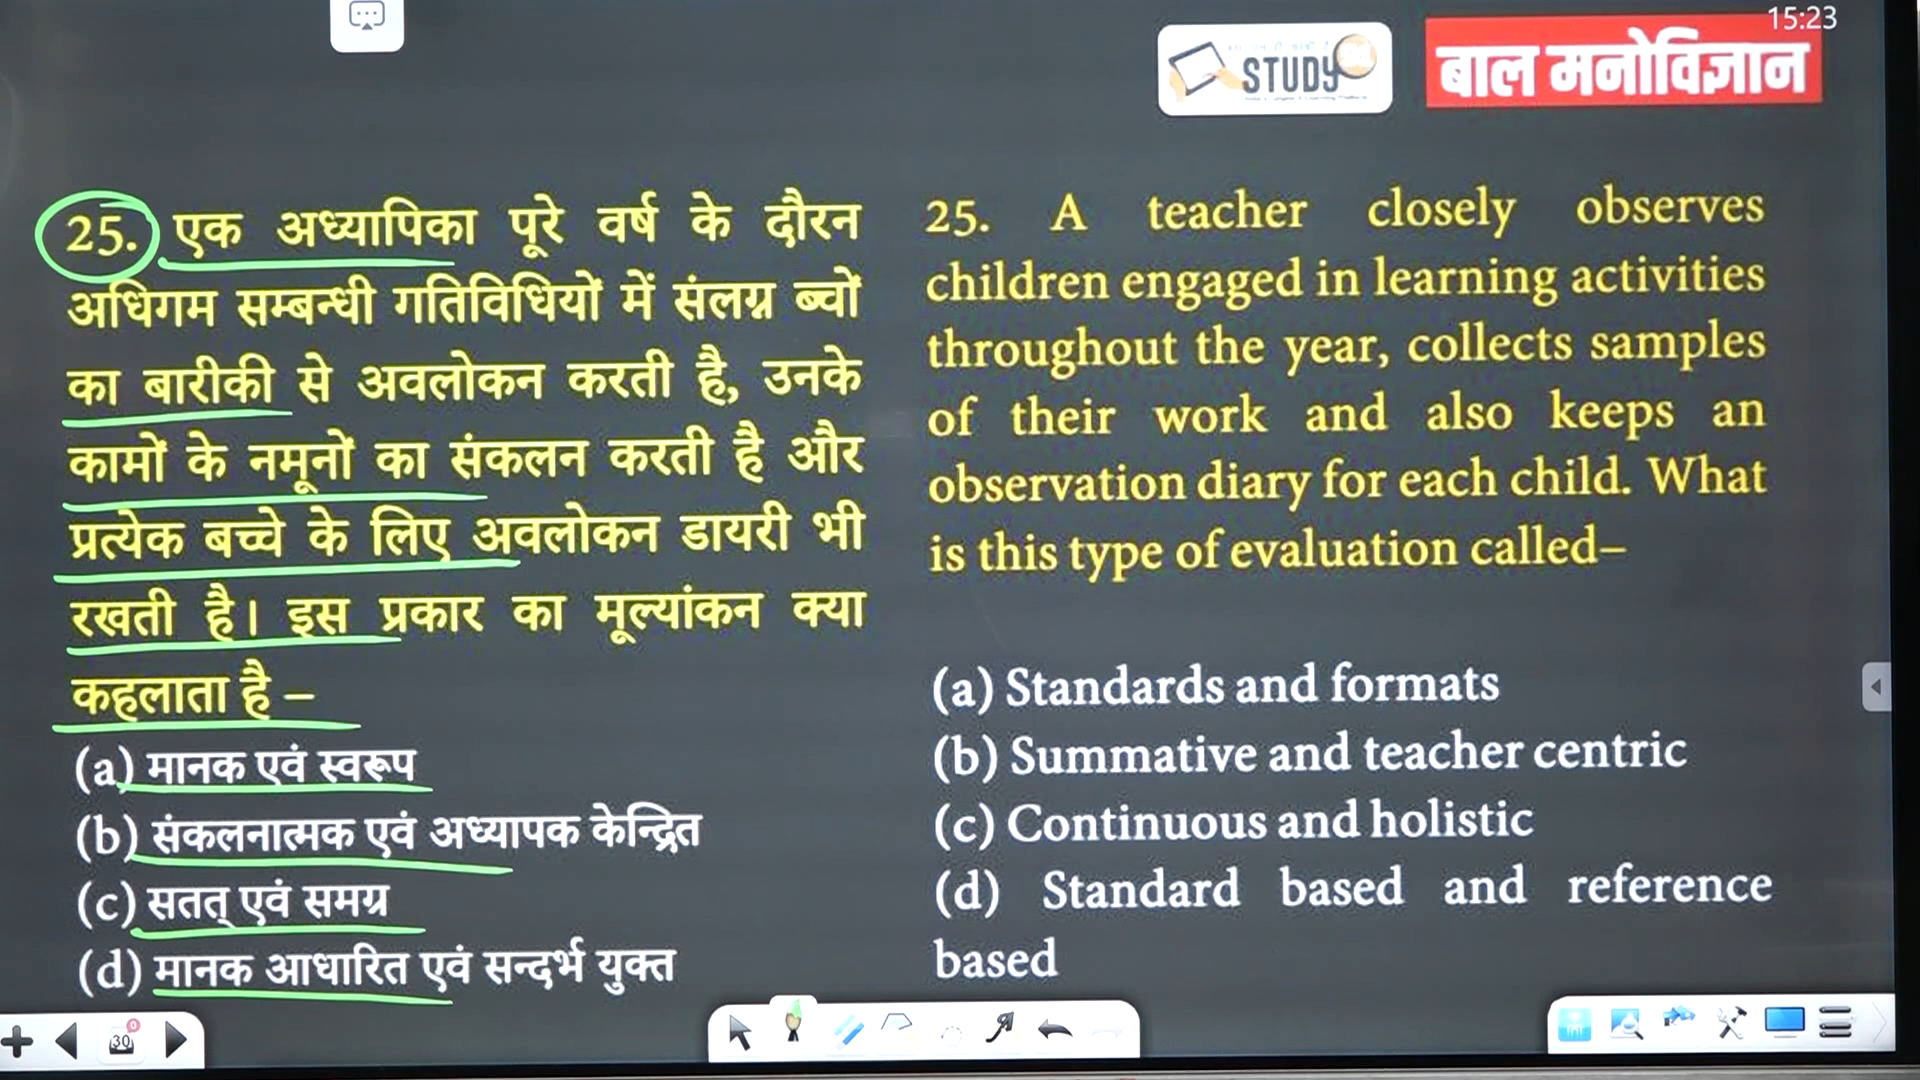 15:23
STUDY
बाल मनोविज्ञान
25. एक अध्यापिका पूरे वर्ष के दौरन
अधिगम सम्बन्धी गतिविधियों में संलग्न ब्चों
का बारीकी से अवलोकन करती है, उनके
कामों के नमूनों का संकलन करती है और
प्रत्येक बच्चे के लिए अवलोकन डायरी भी
रखती है। इस प्रकार का मूल्यांकन क्या
कहलाता है –
(a) मानक एवं स्वरूप
(b) संकलनात्मक एवं अध्यापक केन्द्रित
(c) सतत् एवं समग्र
(d) मानक आधारित एवं सन्दर्भ युक्त
25. A teacher closely observes
children engaged in learning activities
throughout the year, collects samples
of their work and also keeps an
observation diary for each child. What
is this type of evaluation called–
(a) Standards and formats
(b) Summative and teacher centric
(c) Continuous and holistic
(d) Standard based and reference
based
30
0